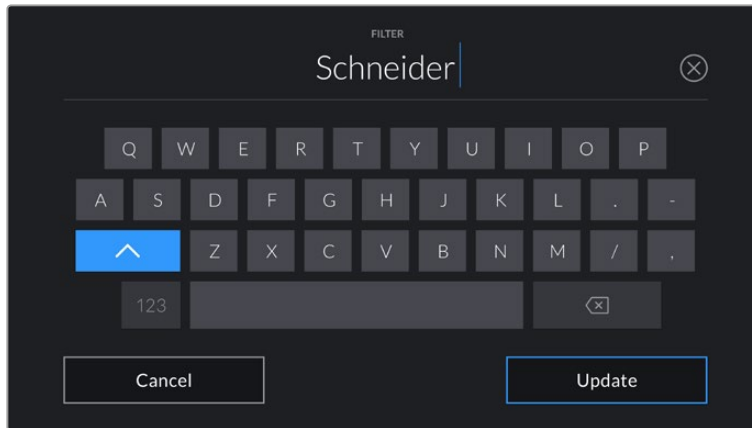 FILTER
Schneider
Q W E R T Y U I O P
A S D F G H J K L . -
Z X C V B N M / ,
123
Cancel Update